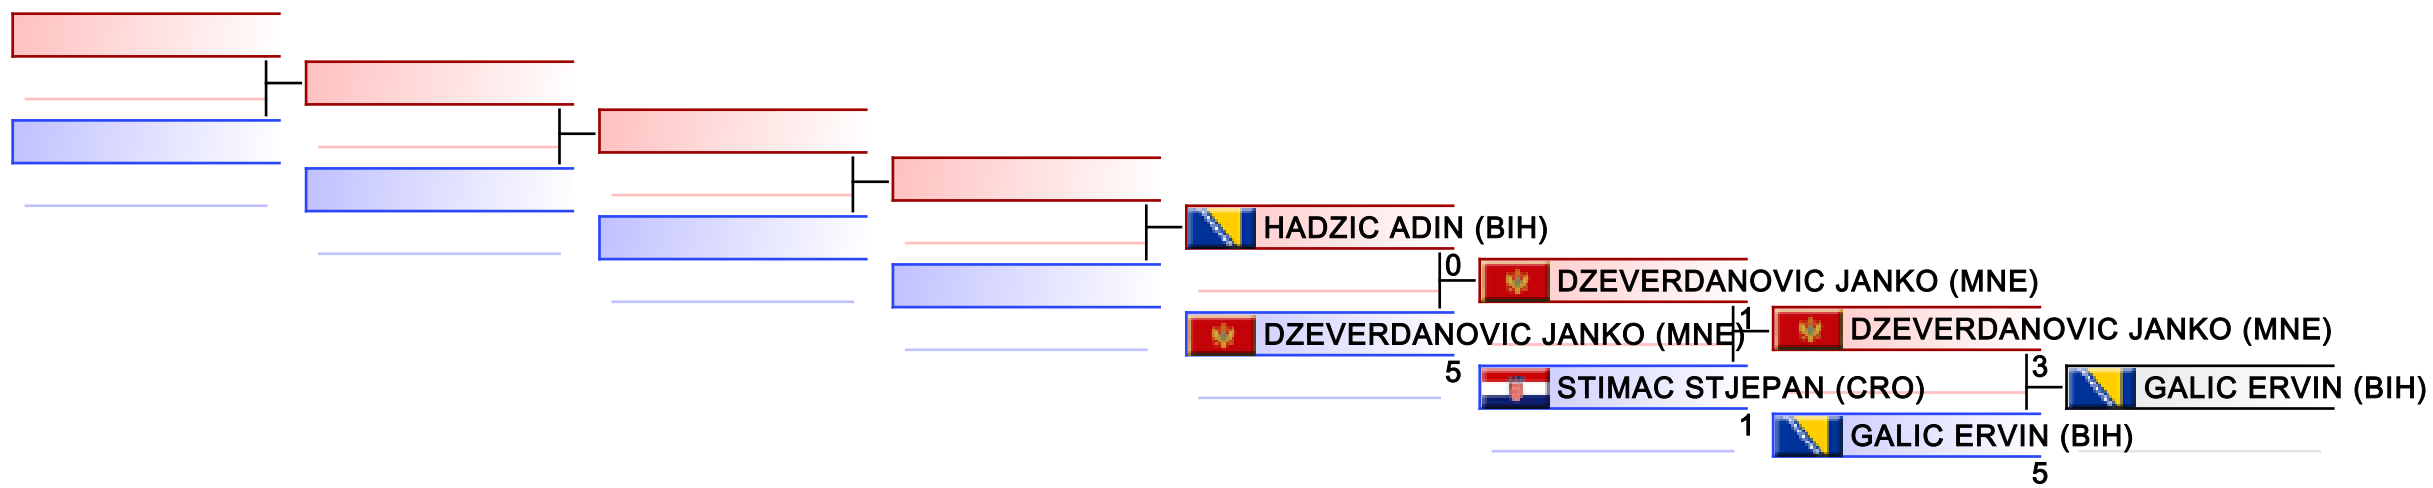 HADZIC ADIN (BIH)
0
DZEVERDANOVIC JANKO (MNE)
DZEVERDANOVIC JANKO (MNE)
5
1
STIMAC STJEPAN (CRO)
1
DZEVERDANOVIC JANKO (MNE)
3
GALIC ERVIN (BIH)
5
GALIC ERVIN (BIH)